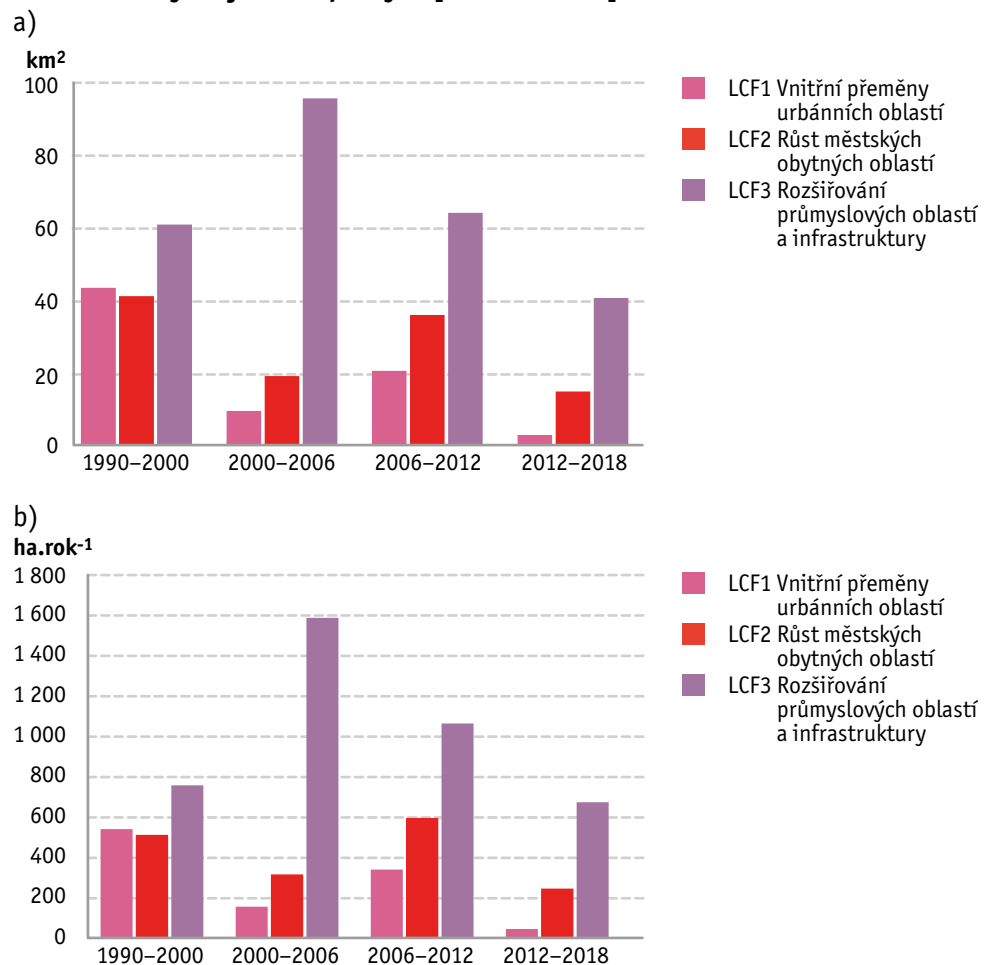 a)
km²
100
80
60
40
20
0
1990–2000 2000–2006 2006–2012 2012–2018
LCF1 Vnitřní přeměny
urbánních oblastí
LCF2 Růst městských
obytných oblastí
LCF3 Rozšiřování
průmyslových oblastí
a infrastruktury
b)
ha.rok⁻¹
1 800
1 600
1 400
1 200
1 000
800
600
400
200
0
1990–2000 2000–2006 2006–2012 2012–2018
LCF1 Vnitřní přeměny
urbánních oblastí
LCF2 Růst městských
obytných oblastí
LCF3 Rozšiřování
průmyslových oblastí
a infrastruktury